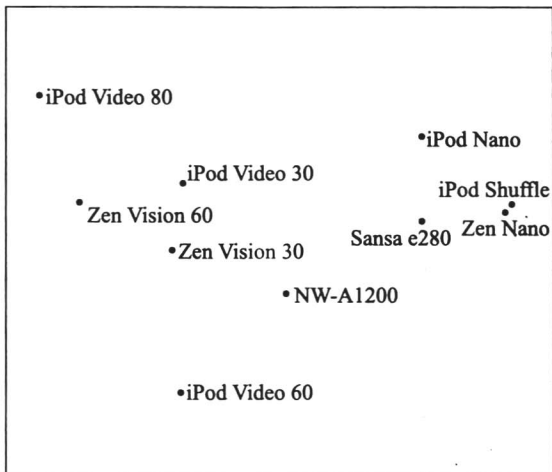 iPod Video 80
iPod Nano
iPod Video 30
iPod Shuffle
Zen Vision 60
Zen Nano
Sansa e280
Zen Vision 30
NW-A1200
iPod Video 60